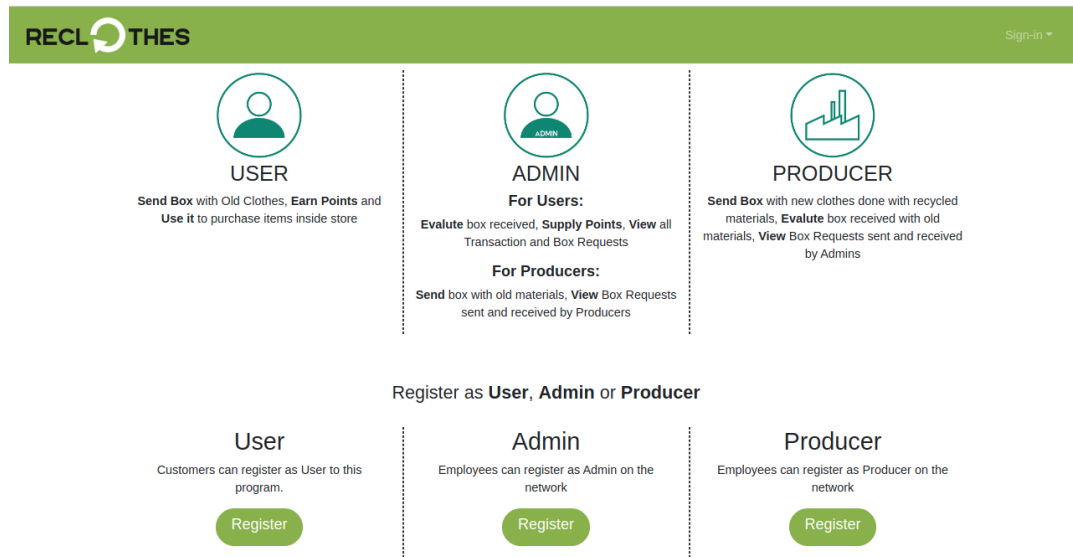 RECLOTHES
Sign-in
USER
Send Box with Old Clothes, Earn Points and
Use it to purchase items inside store
ADMIN
ADMIN
For Users:
Evalute box received, Supply Points, View all
Transaction and Box Requests
For Producers:
Send box with old materials, View Box Requests
sent and received by Producers
PRODUCER
Send Box with new clothes done with recycled
materials, Evalute box received with old
materials, View Box Requests sent and received
by Admins
Register as User, Admin or Producer
User
Customers can register as User to this
program.
Register
Admin
Employees can register as Admin on the
network
Register
Producer
Employees can register as Producer on the
network
Register